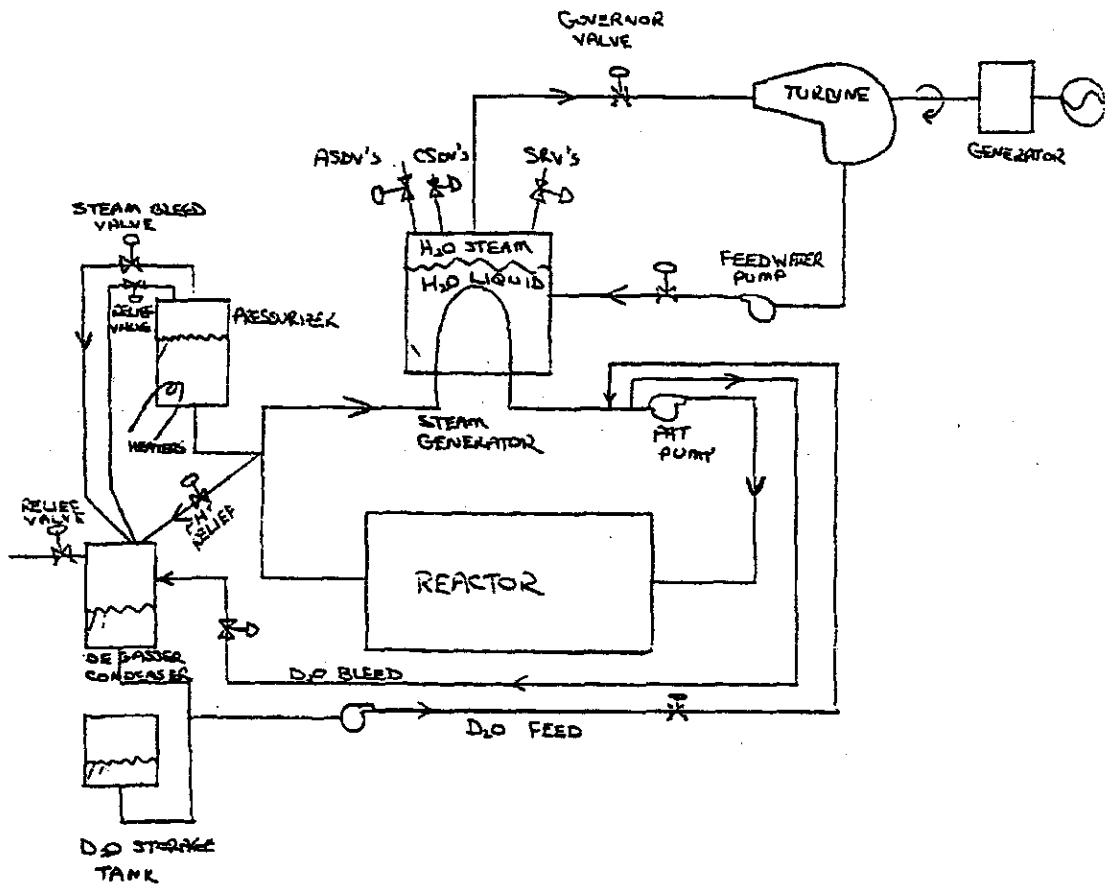 GOVERNOR
VALVE
TURBINE
GENERATOR
ASDV's
CSDV's
SRV's
STEAM BLEED
VALVE
H₂O STEAM
H₂O LIQUID
FEEDWATER
PUMP
RELIEF
VALVE
PRESSURIZER
HEATERS
STEAM
GENERATOR
PHT
PUMP
RELIEF
VALVE
PHT
RELIEF
REACTOR
DEGASSER
CONDENSER
D₂O BLEED
D₂O FEED
D₂O STORAGE
TANK